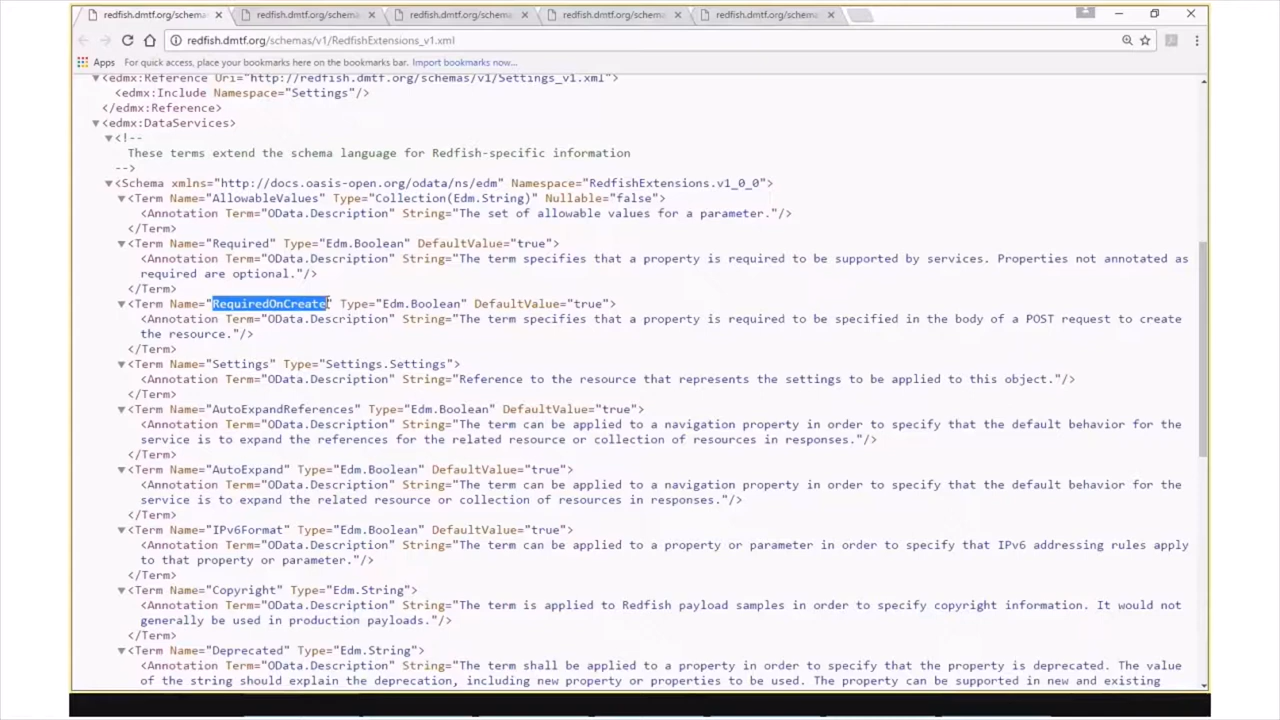 redfish.dmtf.org/schemas redfish.dmtf.org/schema redfish.dmtf.org/schema redfish.dmtf.org/schema redfish.dmtf.org/schema
redfish.dmtf.org/schemas/v1/RedfishExtensions_v1.xml
Apps For quick access, place your bookmarks here on the bookmarks bar. Import bookmarks now...
<edmx:Reference Uri="http://redfish.dmtf.org/schemas/v1/Settings_v1.xml">
<edmx:Include Namespace="Settings"/>
</edmx:Reference>
<edmx:DataServices>
<!--
These terms extend the schema language for Redfish-specific information
-->
<Schema xmlns="http://docs.oasis-open.org/odata/ns/edm" Namespace="RedfishExtensions.v1_0_0">
<Term Name="AllowableValues" Type="Collection(Edm.String)" Nullable="false">
<Annotation Term="OData.Description" String="The set of allowable values for a parameter."/>
</Term>
<Term Name="Required" Type="Edm.Boolean" DefaultValue="true">
<Annotation Term="OData.Description" String="The term specifies that a property is required to be supported by services. Properties not annotated as
required are optional."/>
</Term>
<Term Name="RequiredOnCreate" Type="Edm.Boolean" DefaultValue="true">
<Annotation Term="OData.Description" String="The term specifies that a property is required to be specified in the body of a POST request to create
the resource."/>
</Term>
<Term Name="Settings" Type="Settings.Settings">
<Annotation Term="OData.Description" String="Reference to the resource that represents the settings to be applied to this object."/>
</Term>
<Term Name="AutoExpandReferences" Type="Edm.Boolean" DefaultValue="true">
<Annotation Term="OData.Description" String="The term can be applied to a navigation property in order to specify that the default behavior for the
service is to expand the references for the related resource or collection of resources in responses."/>
</Term>
<Term Name="AutoExpand" Type="Edm.Boolean" DefaultValue="true">
<Annotation Term="OData.Description" String="The term can be applied to a navigation property in order to specify that the default behavior for the
service is to expand the related resource or collection of resources in responses."/>
</Term>
<Term Name="IPv6Format" Type="Edm.Boolean" DefaultValue="true">
<Annotation Term="OData.Description" String="The term can be applied to a property or parameter in order to specify that IPv6 addressing rules apply
to that property or parameter."/>
</Term>
<Term Name="Copyright" Type="Edm.String">
<Annotation Term="OData.Description" String="The term is applied to Redfish payload samples in order to specify copyright information. It would not
generally be used in production payloads."/>
</Term>
<Term Name="Deprecated" Type="Edm.String">
<Annotation Term="OData.Description" String="The term shall be applied to a property in order to specify that the property is deprecated. The value
of the string should explain the deprecation, including new property or properties to be used. The property can be supported in new and existing